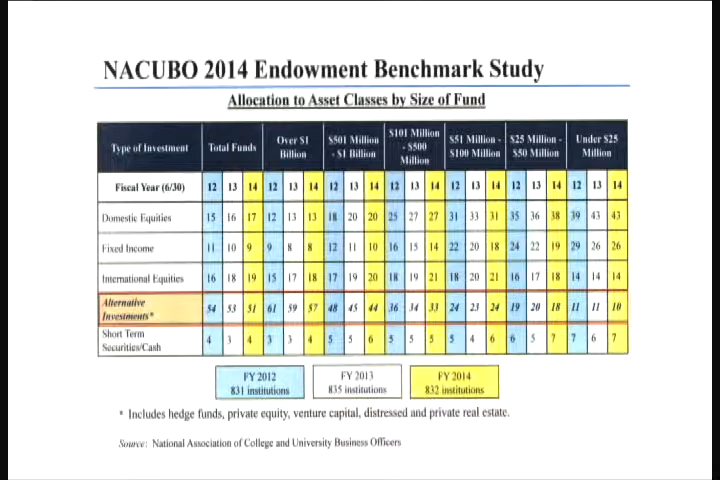 NACUBO 2014 Endowment Benchmark Study
Allocation to Asset Classes by Size of Fund
Type of Investment Total Funds Over $1 Billion $501 Million - $1 Billion $101 Million - $500 Million $51 Million - $100 Million $25 Million - $50 Million Under $25 Million
Fiscal Year (6/30) 12 13 14 12 13 14 12 13 14 12 13 14 12 13 14 12 13 14 12 13 14
Domestic Equities 15 16 17 12 13 13 18 20 20 25 27 27 31 33 31 35 36 38 39 43 43
Fixed Income 11 10 9 9 8 8 12 11 10 16 15 14 22 20 18 24 22 19 29 26 26
International Equities 16 18 19 15 17 18 17 19 20 18 19 21 18 20 21 16 17 18 14 14 14
Alternative Investments* 54 53 51 61 59 57 48 45 44 36 34 33 24 23 24 19 20 18 11 11 10
Short Term Securities/Cash 4 3 4 3 3 4 5 5 6 5 5 5 5 4 6 6 5 7 7 6 7
FY 2012 FY 2013 FY 2014
831 institutions 835 institutions 832 institutions
* Includes hedge funds, private equity, venture capital, distressed and private real estate.
Source: National Association of College and University Business Officers